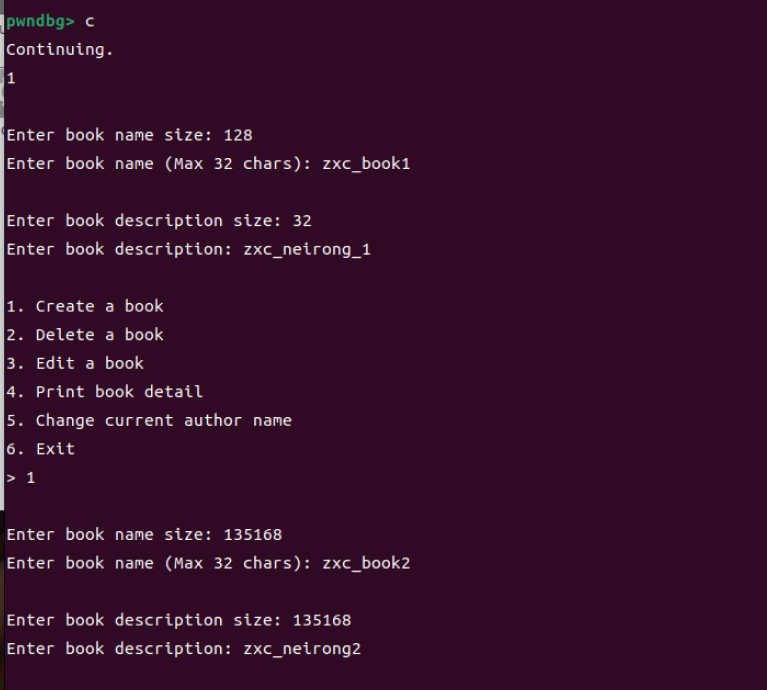 pwndbg> c
Continuing.
1
Enter book name size: 128
Enter book name (Max 32 chars): zxc_book1
Enter book description size: 32
Enter book description: zxc_neirong_1
1. Create a book
2. Delete a book
3. Edit a book
4. Print book detail
5. Change current author name
6. Exit
> 1
Enter book name size: 135168
Enter book name (Max 32 chars): zxc_book2
Enter book description size: 135168
Enter book description: zxc_neirong2